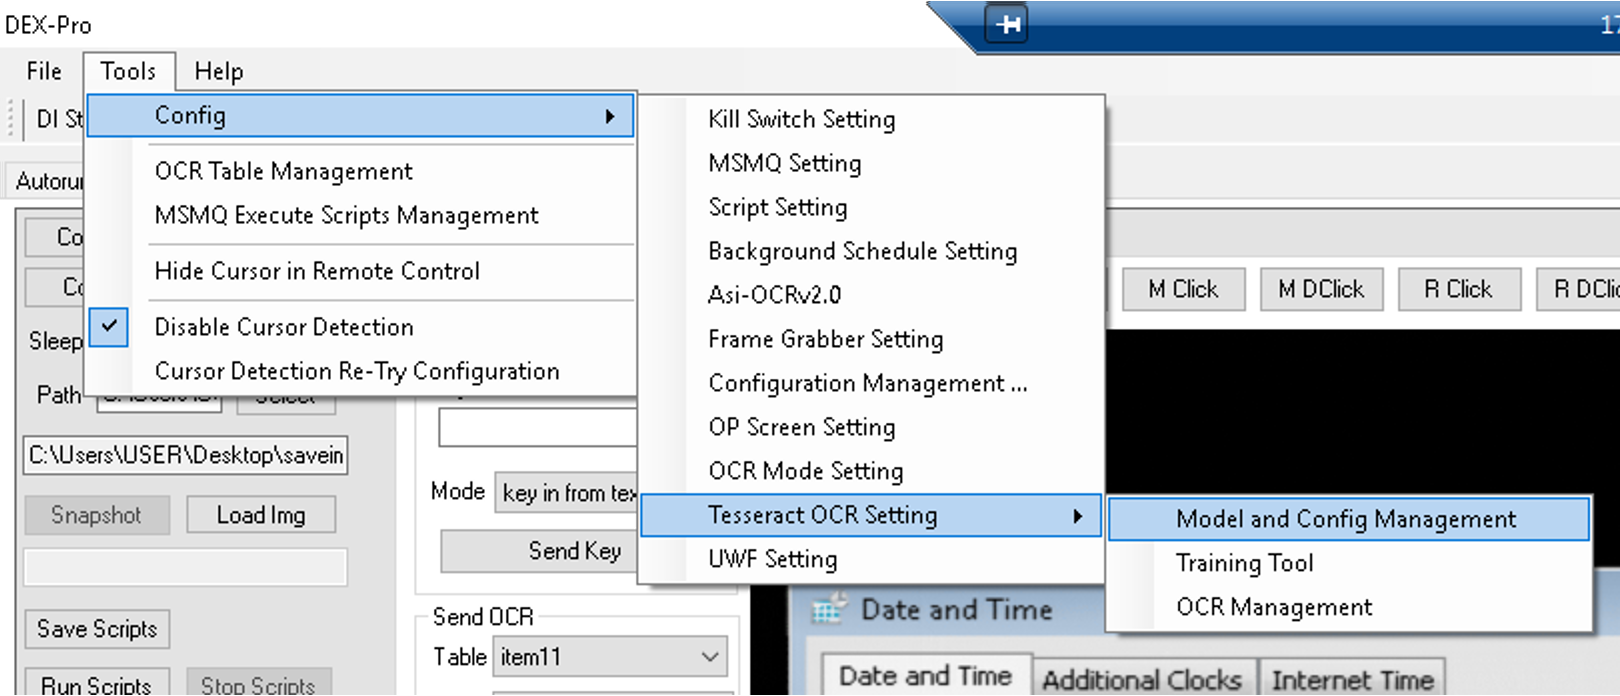 DEX-Pro
File Tools Help
DI St
Config
OCR Table Management
MSMQ Execute Scripts Management
Hide Cursor in Remote Control
Disable Cursor Detection
Cursor Detection Re-Try Configuration
Kill Switch Setting
MSMQ Setting
Script Setting
Background Schedule Setting
Asi-OCRv2.0
Frame Grabber Setting
Configuration Management ...
OP Screen Setting
OCR Mode Setting
Tesseract OCR Setting
UWF Setting
Model and Config Management
Training Tool
OCR Management
M Click M DClick R Click R DClic
Autorun
Co
Co
Sleep
Path
Select
C:\Users\USER\Desktop\savein
Snapshot Load Img
Save Scripts
Run Scripts Stop Scripts
Mode key in from tex
Send Key
Send OCR
Table item11
Date and Time
Date and Time Additional Clocks Internet Time